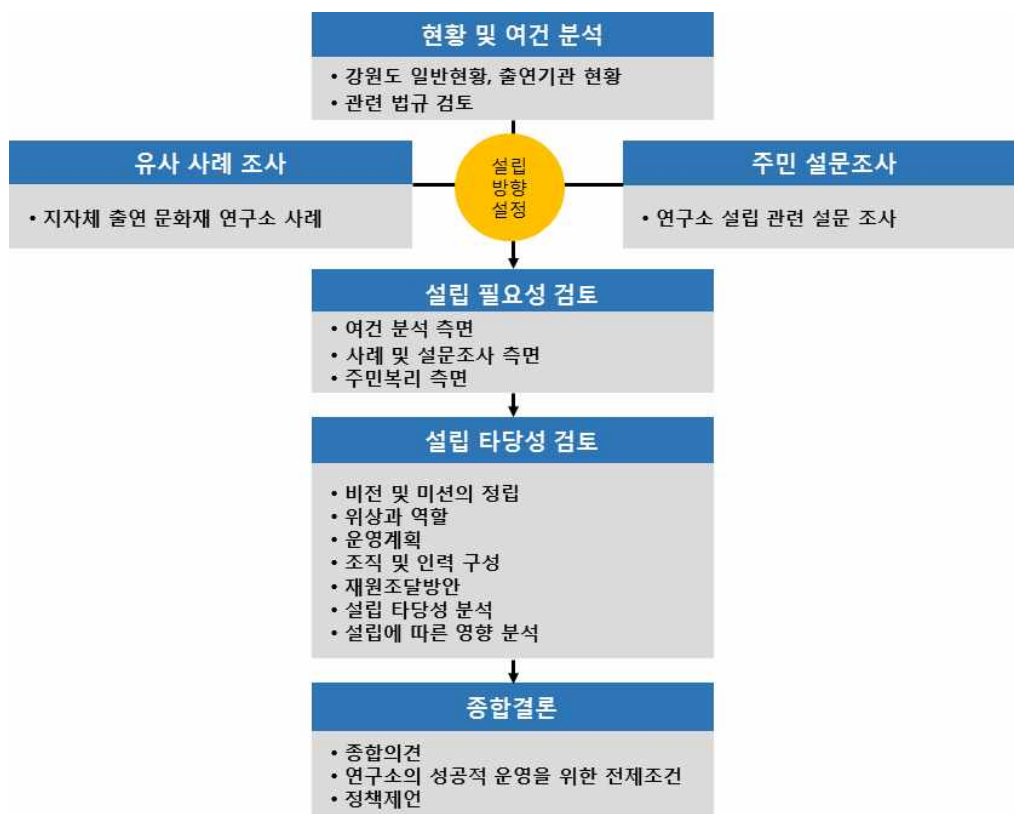 현황 및 여건 분석
• 강원도 일반현황, 출연기관 현황
• 관련 법규 검토
유사 사례 조사
• 지자체 출연 문화재 연구소 사례
설립
방향
설정
주민 설문조사
• 연구소 설립 관련 설문 조사
설립 필요성 검토
• 여건 분석 측면
• 사례 및 설문조사 측면
• 주민복리 측면
설립 타당성 검토
• 비전 및 미션의 정립
• 위상과 역할
• 운영계획
• 조직 및 인력 구성
• 재원조달방안
• 설립 타당성 분석
• 설립에 따른 영향 분석
종합결론
• 종합의견
• 연구소의 성공적 운영을 위한 전제조건
• 정책제언